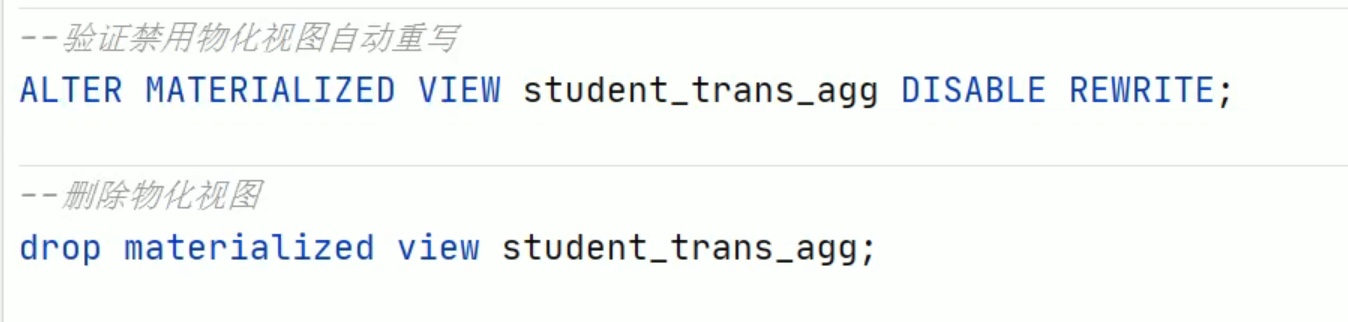 --验证禁用物化视图自动重写
ALTER MATERIALIZED VIEW student_trans_agg DISABLE REWRITE;
--删除物化视图
drop materialized view student_trans_agg;